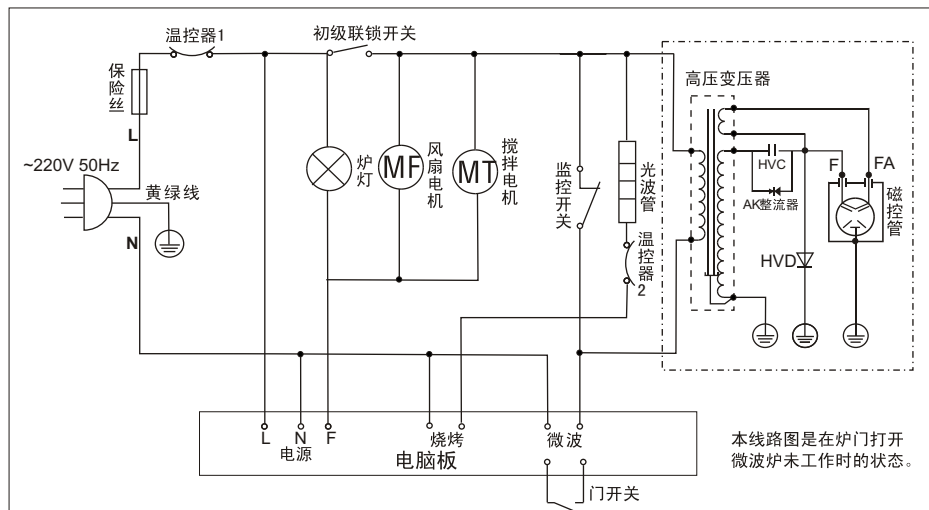 温控器1
初级联锁开关
保险丝
L
~220V 50Hz
黄绿线
N
炉灯
MF
风扇电机
MT
搅拌电机
监控开关
光波管
温控器2
高压变压器
HVC
AK整流器
HVD
F
FA
磁控管
L
N
F
电源
烧烤
微波
电脑板
门开关
本线路图是在炉门打开
微波炉未工作时的状态。